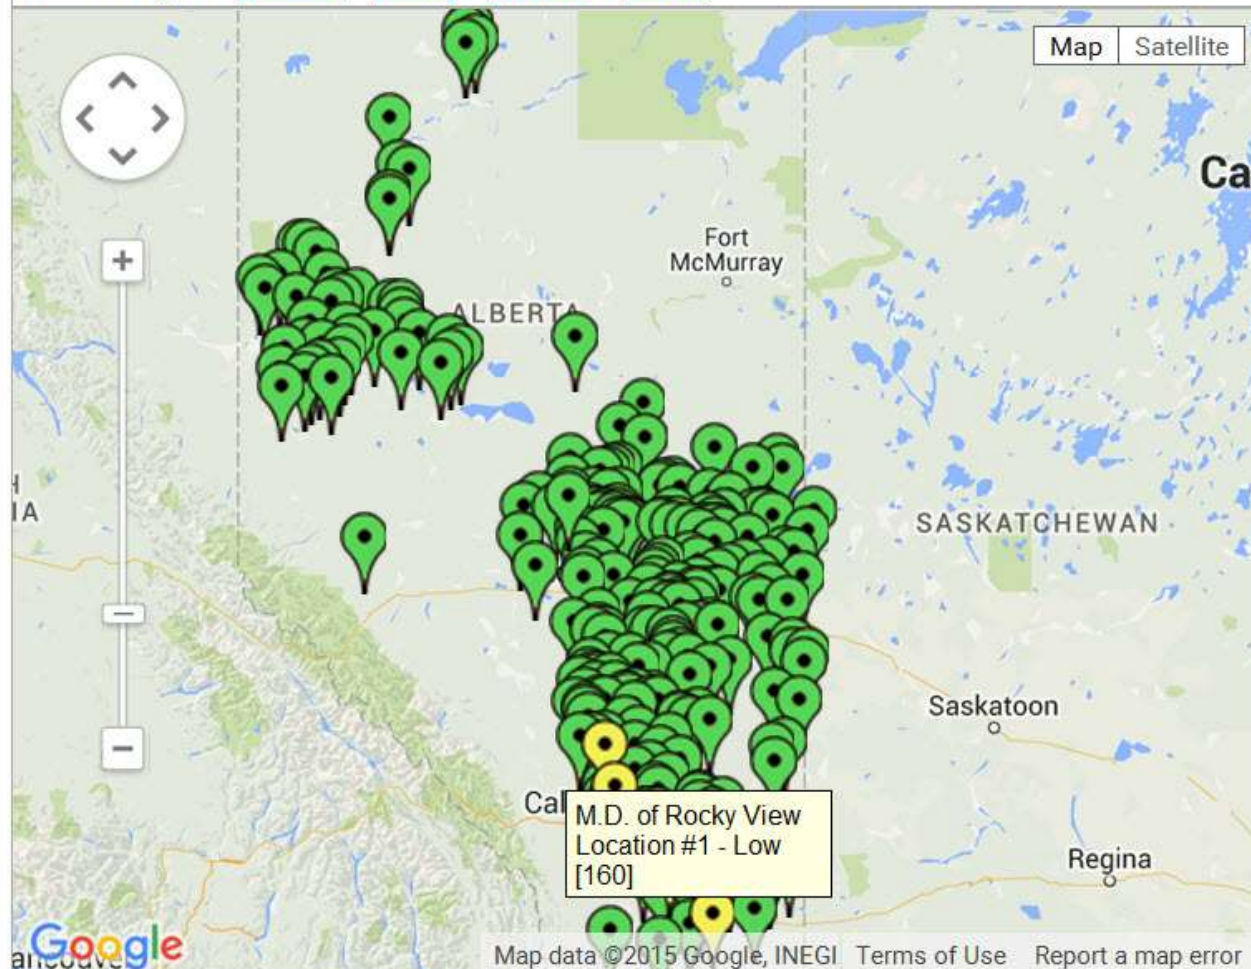 Map Satellite
Ca
Fort
McMurray
ALBERTA
H
IA
SASKATCHEWAN
Saskatoon
Cal
M.D. of Rocky View
Location #1 - Low
[160]
Regina
Google
Map data ©2015 Google, INEGI Terms of Use Report a map error